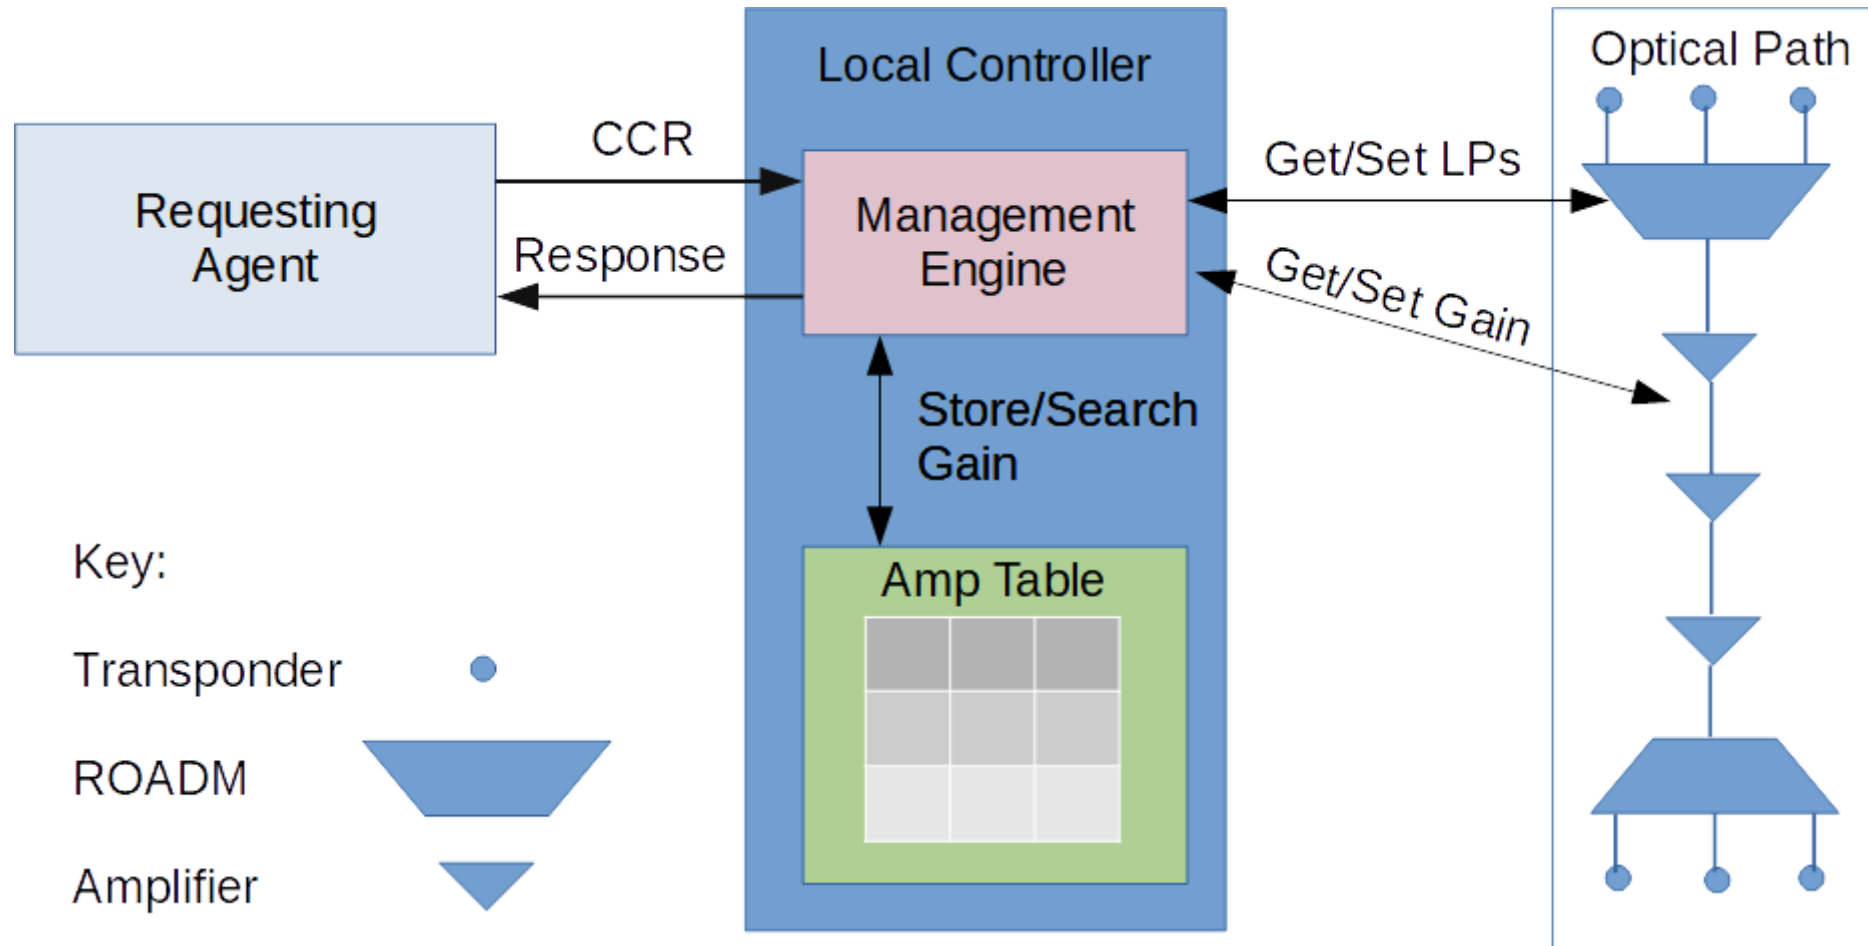 Local Controller
Optical Path
CCR
Requesting
Agent
Response
Management
Engine
Get/Set LPs
Get/Set Gain
Store/Search
Gain
Amp Table
Key:
Transponder
ROADM
Amplifier